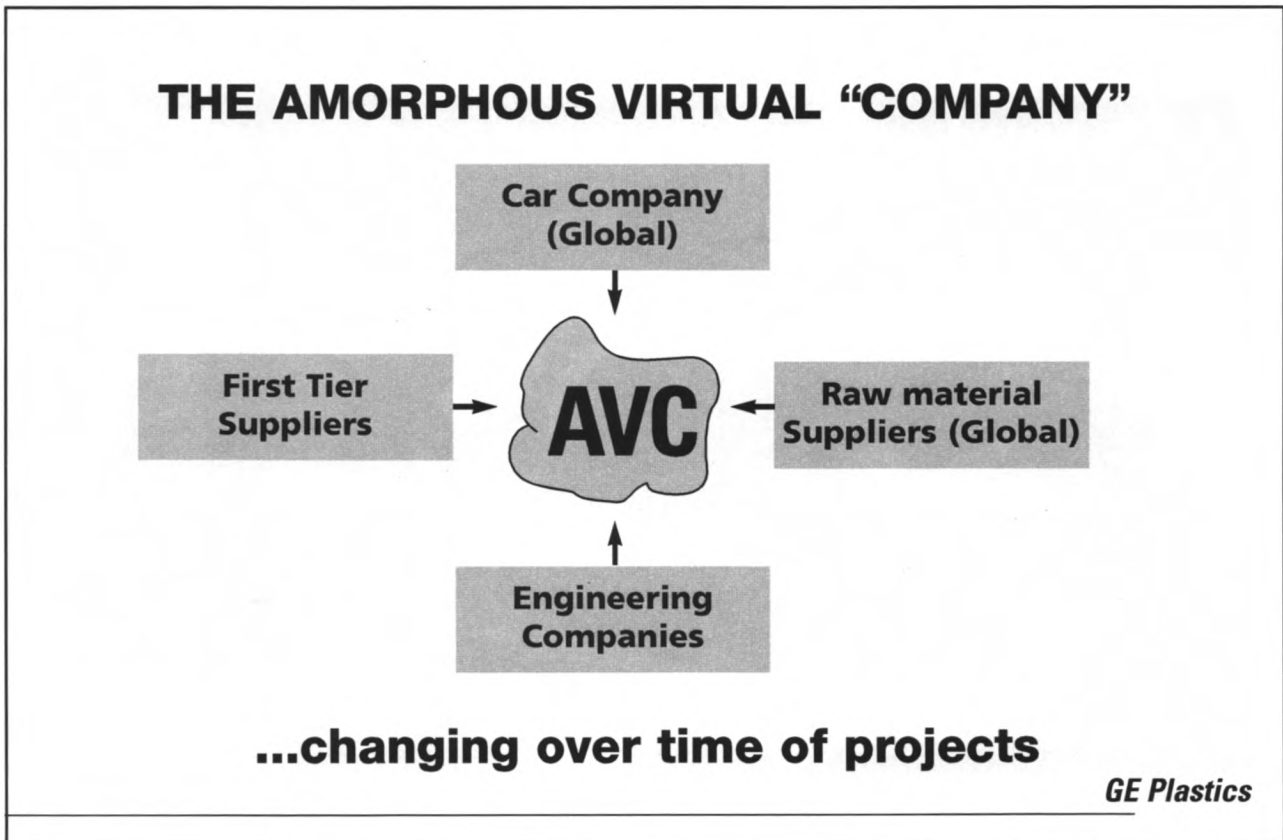 THE AMORPHOUS VIRTUAL “COMPANY”
Car Company
(Global)
First Tier
Suppliers
AVC
Raw material
Suppliers (Global)
Engineering
Companies
...changing over time of projects
GE Plastics